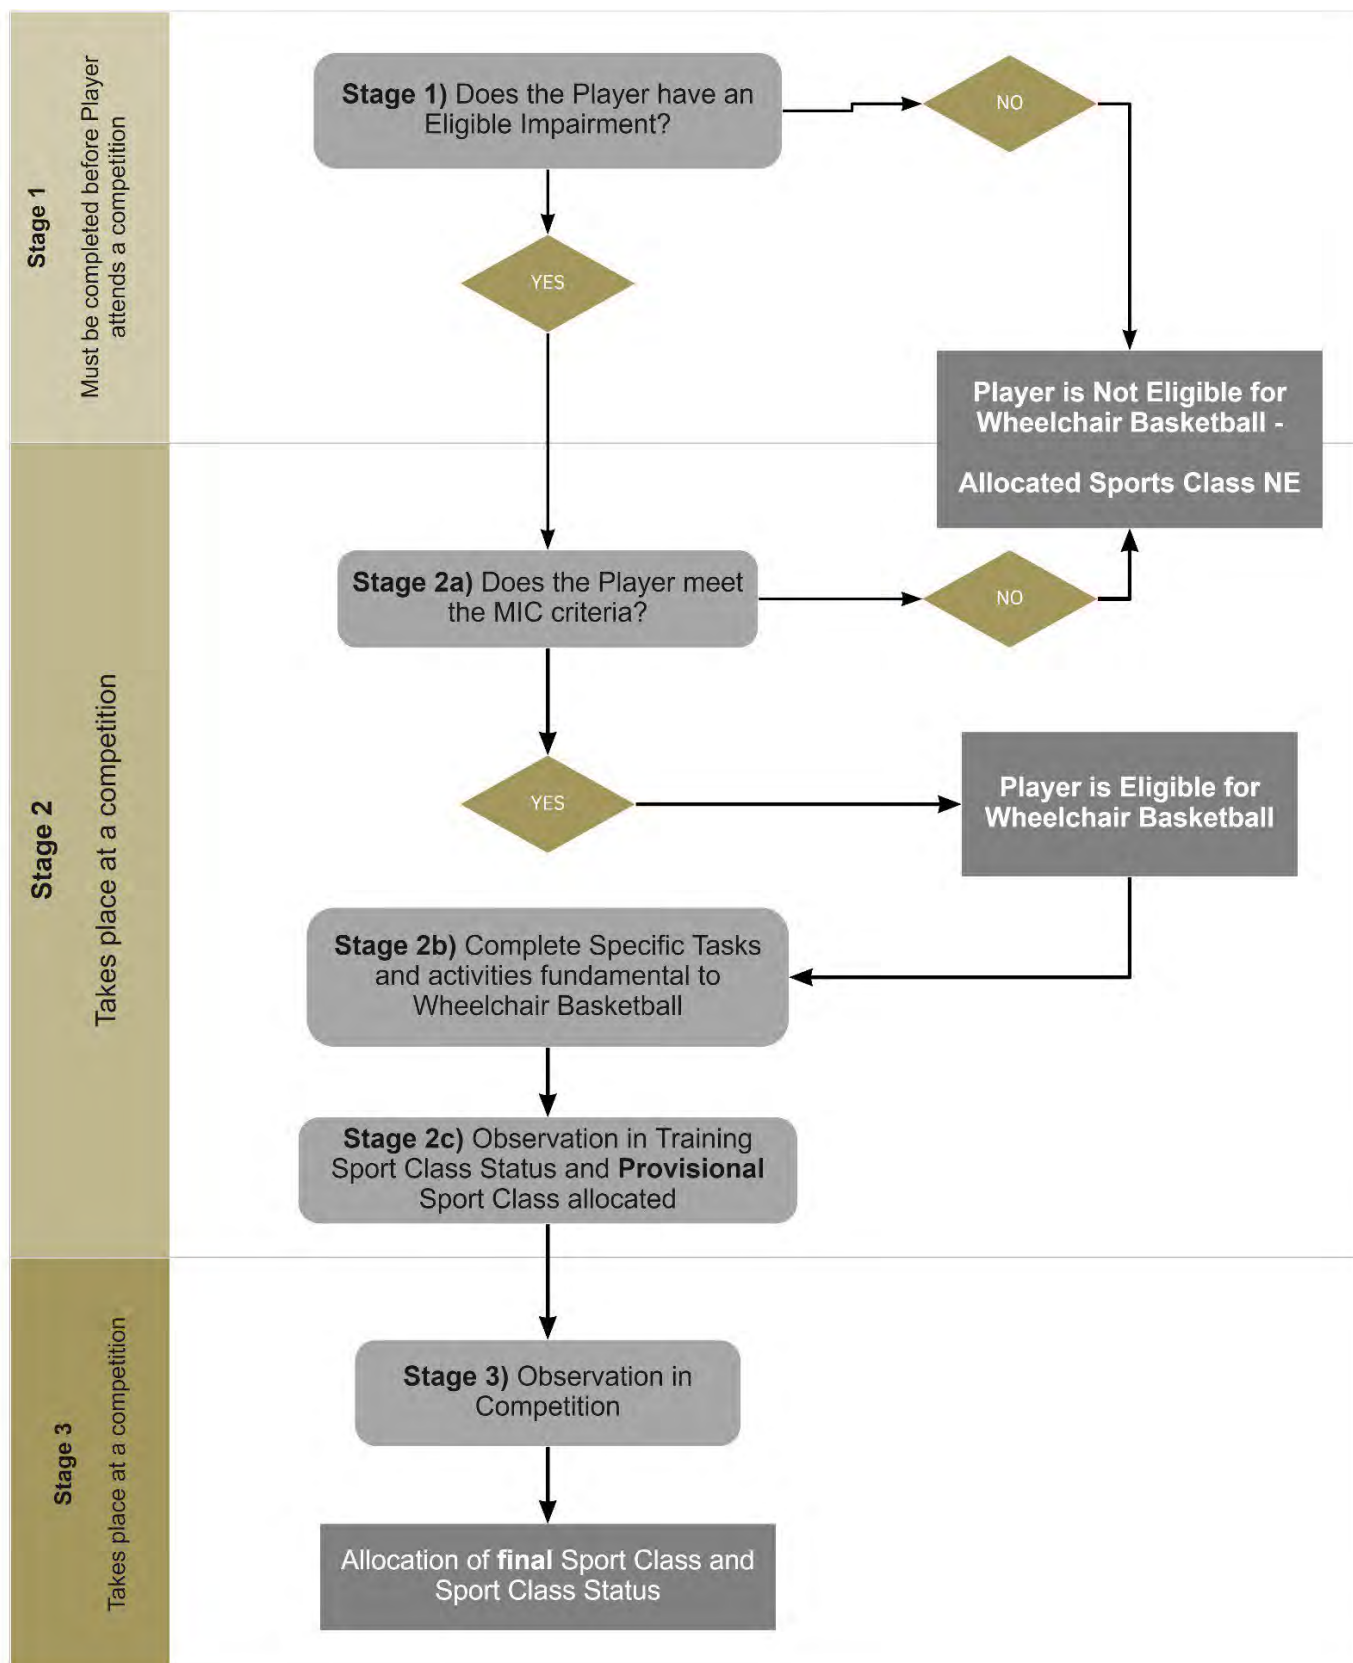 Stage 1
Must be completed before Player
attends a competition
Stage 1) Does the Player have an
Eligible Impairment?
NO
YES
Player is Not Eligible for
Wheelchair Basketball -
Allocated Sports Class NE
Stage 2
Takes place at a competition
Stage 2a) Does the Player meet
the MIC criteria?
NO
YES
Player is Eligible for
Wheelchair Basketball
Stage 2b) Complete Specific Tasks
and activities fundamental to
Wheelchair Basketball
Stage 2c) Observation in Training
Sport Class Status and Provisional
Sport Class allocated
Stage 3
Takes place at a competition
Stage 3) Observation in
Competition
Allocation of final Sport Class and
Sport Class Status